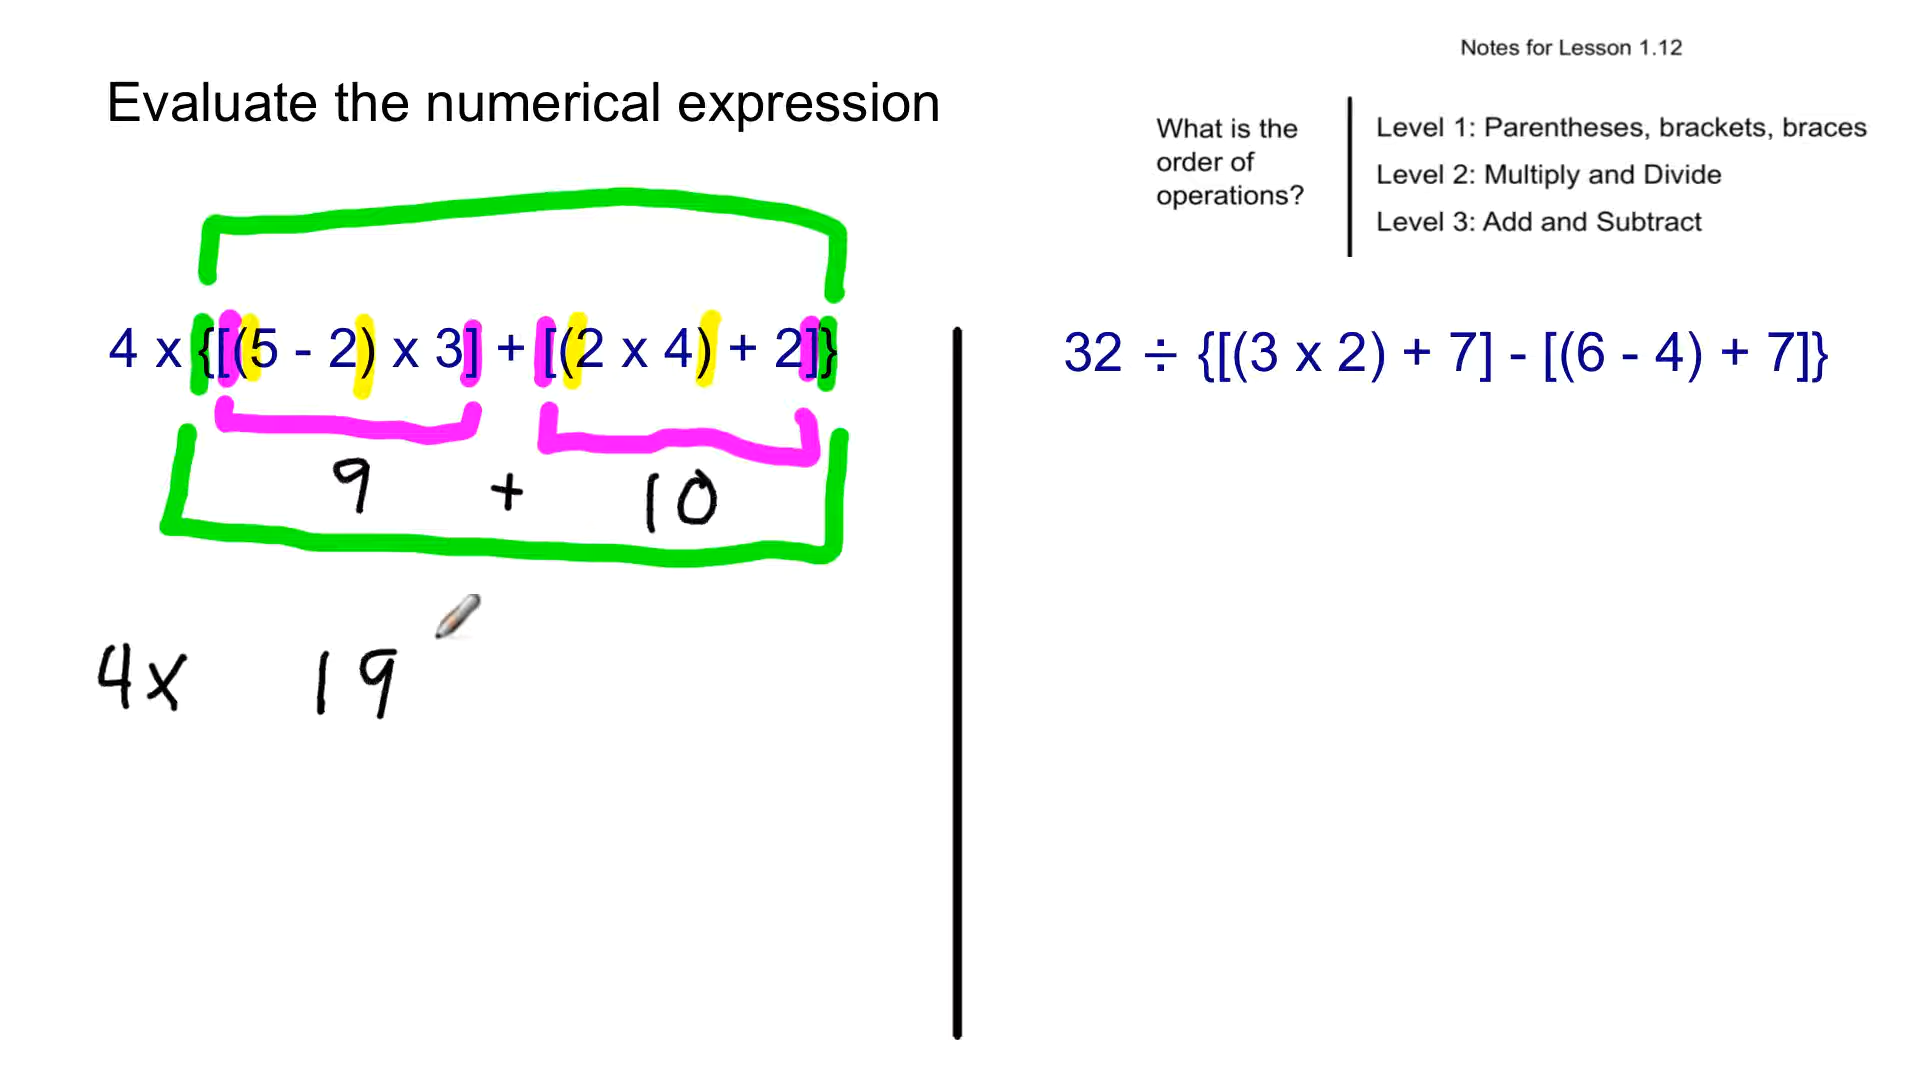 Notes for Lesson 1.12
Evaluate the numerical expression
What is the
order of
operations?
Level 1: Parentheses, brackets, braces
Level 2: Multiply and Divide
Level 3: Add and Subtract
4 x {[(5 - 2) x 3] + [(2 x 4) + 2]}
9 + 10
4x 19
32 ÷ {[(3 x 2) + 7] - [(6 - 4) + 7]}